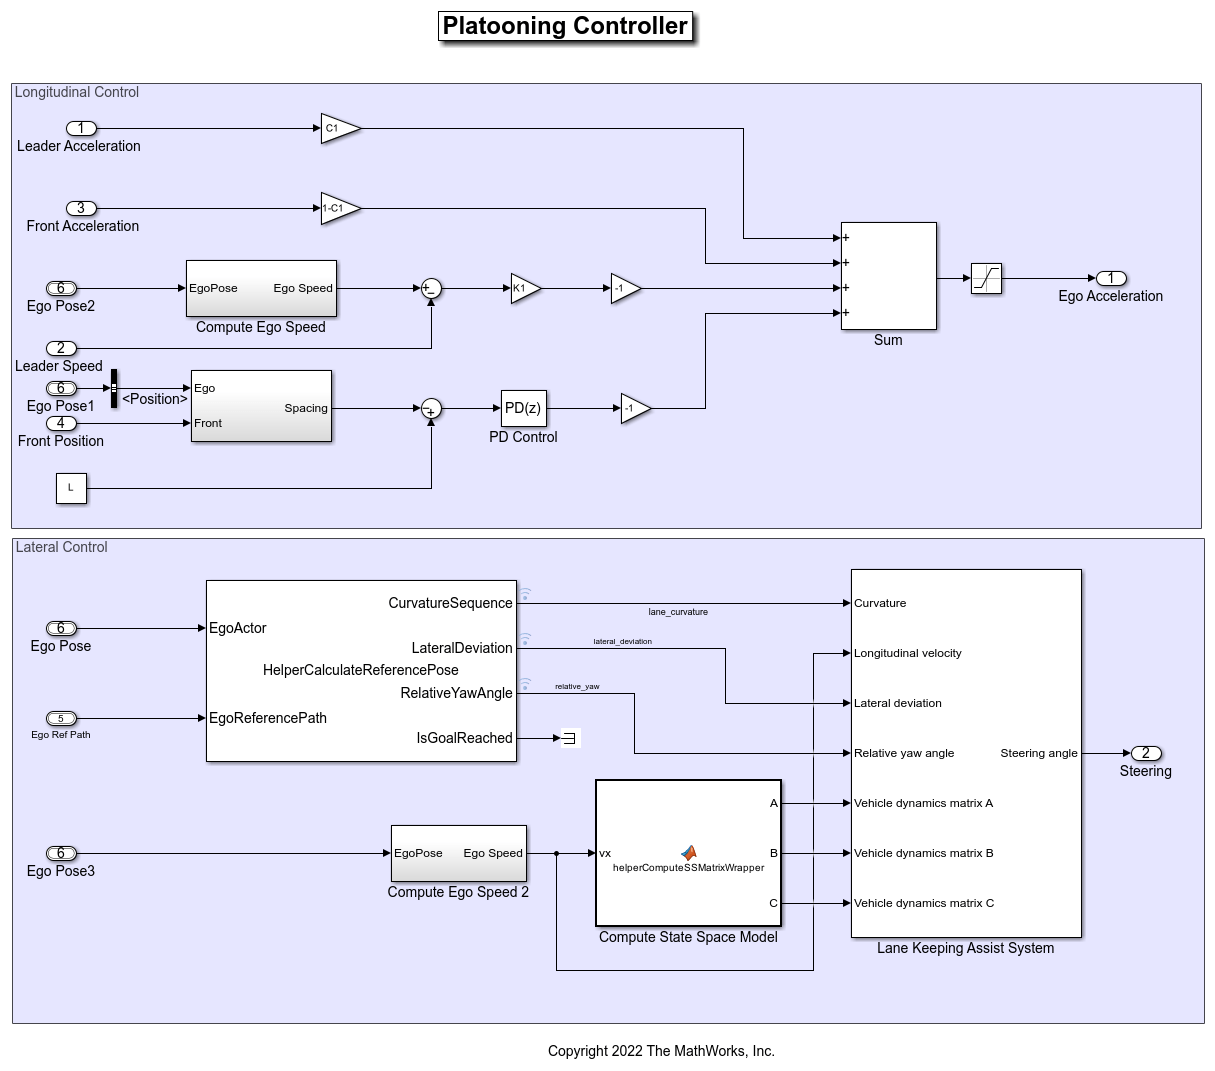 Platooning Controller
Longitudinal Control
1
Leader Acceleration
C1
3
Front Acceleration
1-C1
6
Ego Pose2
EgoPose Ego Speed
Compute Ego Speed
+
−
K1
-1
2
Leader Speed
6
Ego Pose1
<Position>
4
Front Position
Ego
Front
Spacing
−
+
PD(z)
PD Control
-1
L
+
+
+
+
Sum
1
Ego Acceleration
Lateral Control
6
Ego Pose
5
Ego Ref Path
EgoActor
EgoReferencePath
HelperCalculateReferencePose
CurvatureSequence
LateralDeviation
RelativeYawAngle
IsGoalReached
lane_curvature
lateral_deviation
relative_yaw
6
Ego Pose3
EgoPose Ego Speed
Compute Ego Speed 2
vx
helperComputeSSMatrixWrapper
A
B
C
Compute State Space Model
Curvature
Longitudinal velocity
Lateral deviation
Relative yaw angle
Vehicle dynamics matrix A
Vehicle dynamics matrix B
Vehicle dynamics matrix C
Steering angle
Lane Keeping Assist System
2
Steering
Copyright 2022 The MathWorks, Inc.